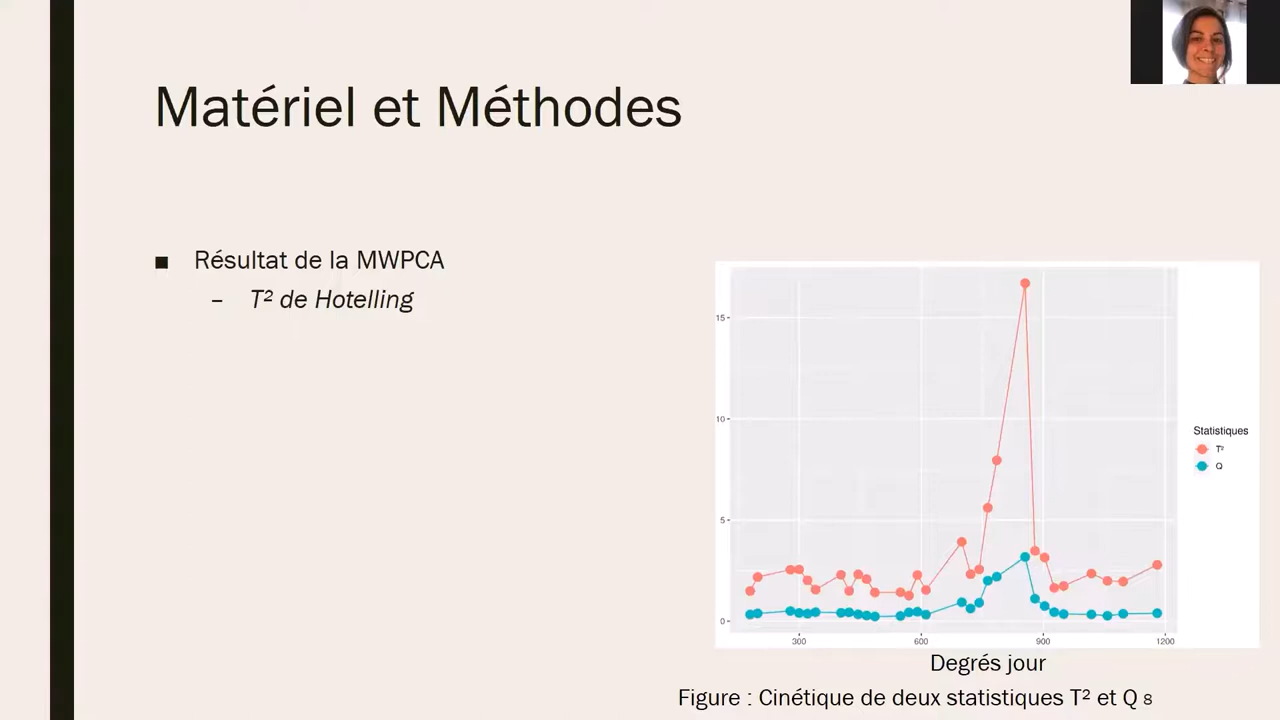 Matériel et Méthodes
■ Résultat de la MWPCA
– T² de Hotelling
15
10
5
0
300 600 900 1200
Statistiques
T²
Q
Degrés jour
Figure : Cinétique de deux statistiques T² et Q 8